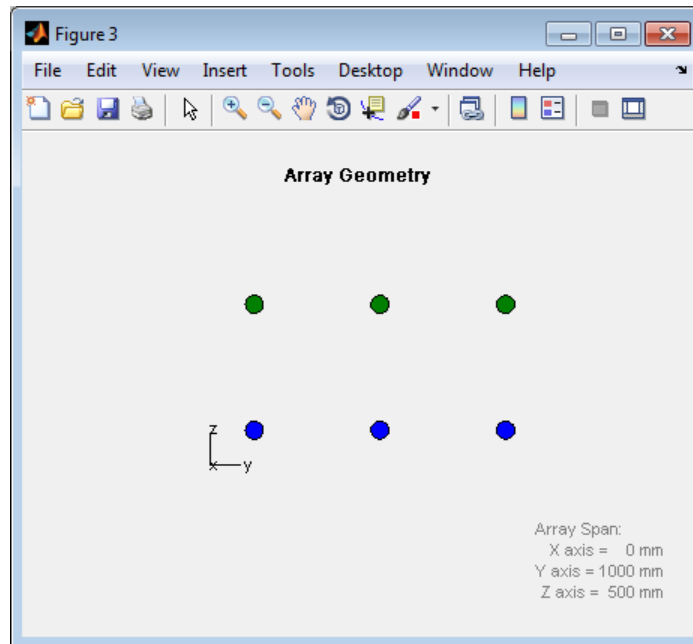 Figure 3
File Edit View Insert Tools Desktop Window Help
Array Geometry
z
x y
Array Span:
X axis = 0 mm
Y axis = 1000 mm
Z axis = 500 mm